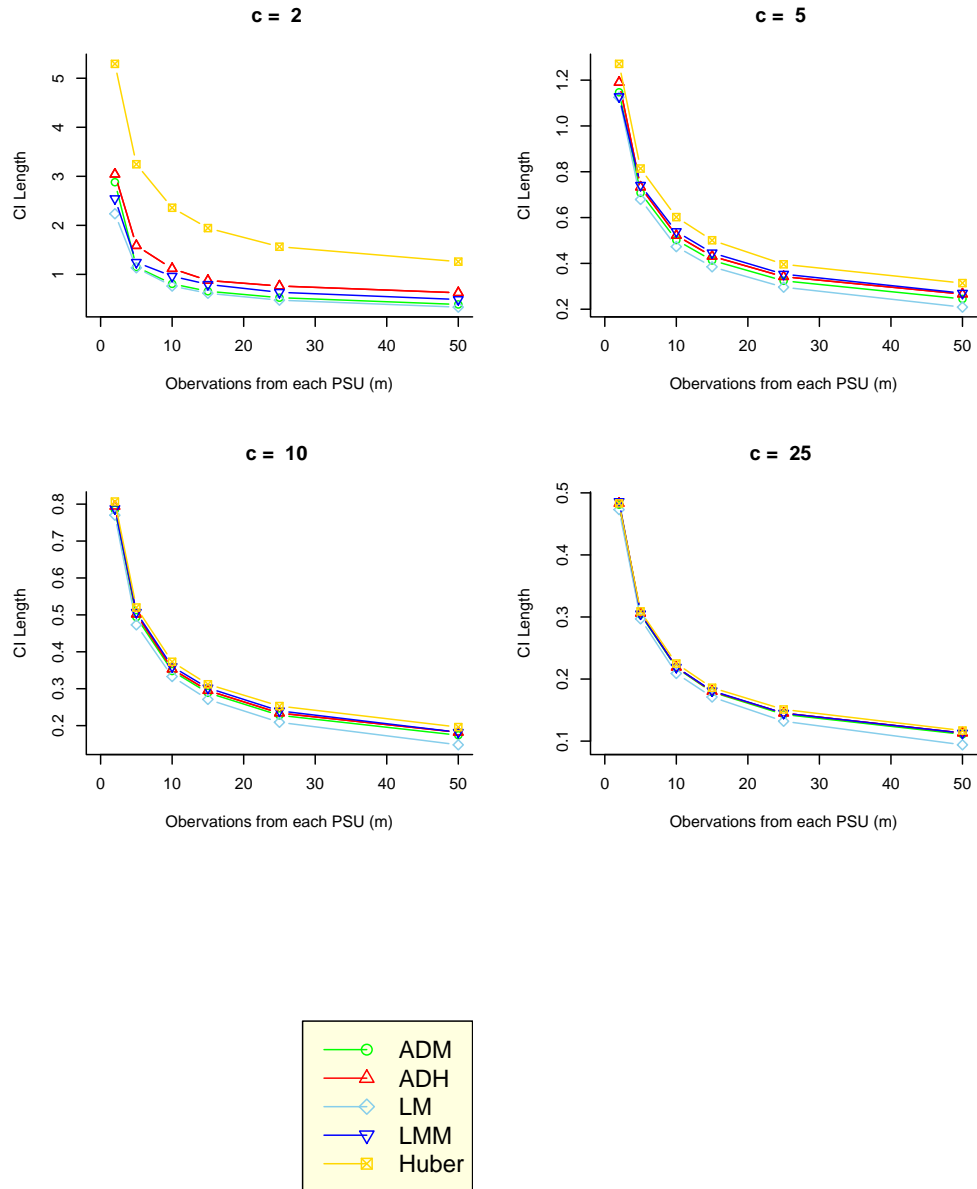 c = 2
CI Length
5
4
3
2
1
0 10 20 30 40 50
Obervations from each PSU (m)
c = 5
CI Length
1.2
1.0
0.8
0.6
0.4
0.2
0 10 20 30 40 50
Obervations from each PSU (m)
c = 10
CI Length
0.8
0.7
0.6
0.5
0.4
0.3
0.2
0 10 20 30 40 50
Obervations from each PSU (m)
c = 25
CI Length
0.5
0.4
0.3
0.2
0.1
0 10 20 30 40 50
Obervations from each PSU (m)
ADM
ADH
LM
LMM
Huber